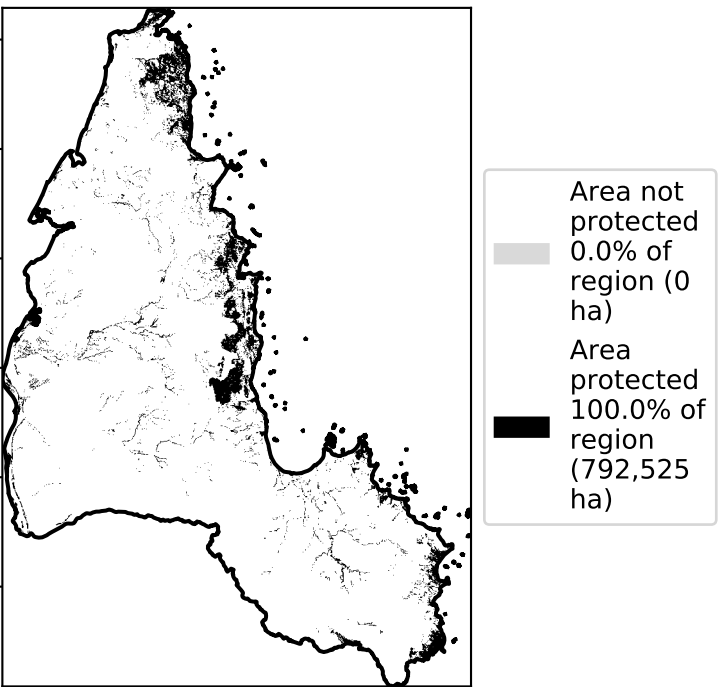 Area not
protected
0.0% of
region (0
ha)
Area
protected
100.0% of
region
(792,525
ha)